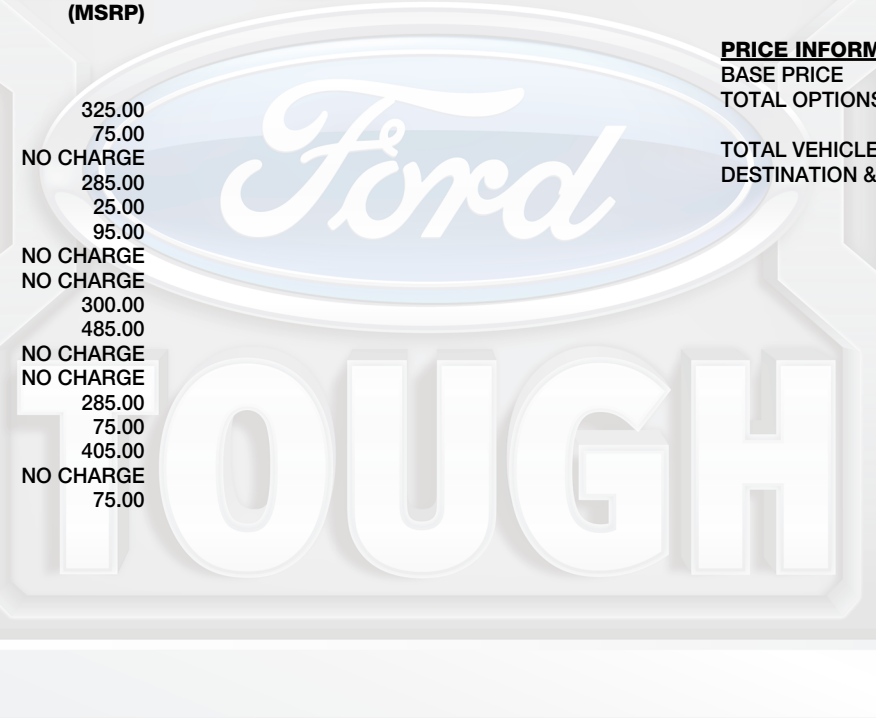 (MSRP)
325.00
75.00
NO CHARGE
285.00
25.00
95.00
NO CHARGE
NO CHARGE
300.00
485.00
NO CHARGE
NO CHARGE
285.00
75.00
405.00
NO CHARGE
75.00
PRICE INFORM
BASE PRICE
TOTAL OPTIONS
TOTAL VEHICLE
DESTINATION &
Ford
TOUGH